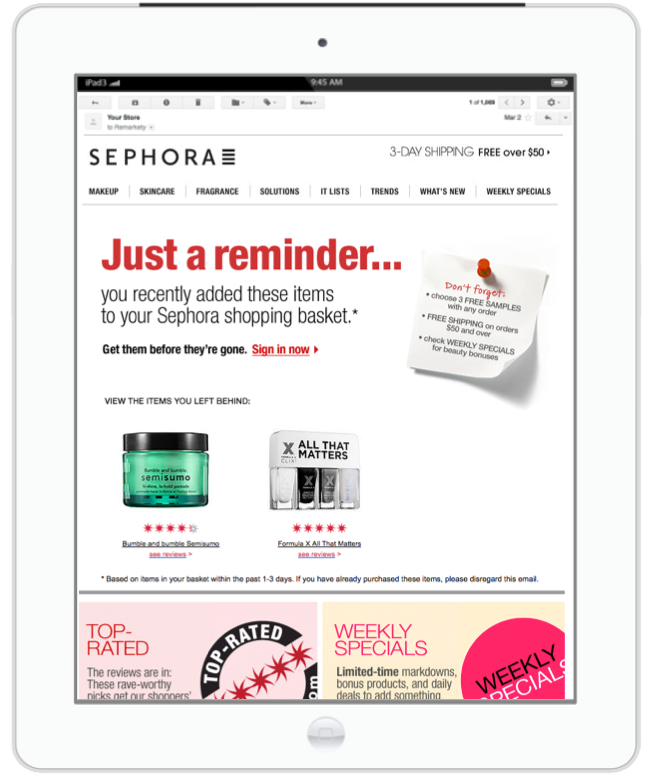 iPad3
9:45 AM
More
1 of 1,069
Your Store
to Remarkety
Mar 2
SEPHORA
3-DAY SHIPPING FREE over $50
MAKEUP SKINCARE FRAGRANCE SOLUTIONS IT LISTS TRENDS WHAT'S NEW WEEKLY SPECIALS
Just a reminder...
you recently added these items
to your Sephora shopping basket.*
Get them before they're gone. Sign in now
Don't forget:
• choose 3 FREE SAMPLES
with any order
• FREE SHIPPING on orders
$50 and over
• check WEEKLY SPECIALS
for beauty bonuses
VIEW THE ITEMS YOU LEFT BEHIND:
Bumble and bumble
semisumo
X ALL THAT
MATTERS
FORMULA X
CLIX
Bumble and bumble Semisumo
see reviews >
Formula X All That Matters
see reviews >
* Based on items in your basket within the past 1-3 days. If you have already purchased these items, please disregard this email.
TOP-
RATED
The reviews are in:
These rave-worthy
picks get our shoppers'
TOP-RATED
om
WEEKLY
SPECIALS
Limited-time markdowns,
bonus products, and daily
deals to add something
WEEKLY
SPECIALS